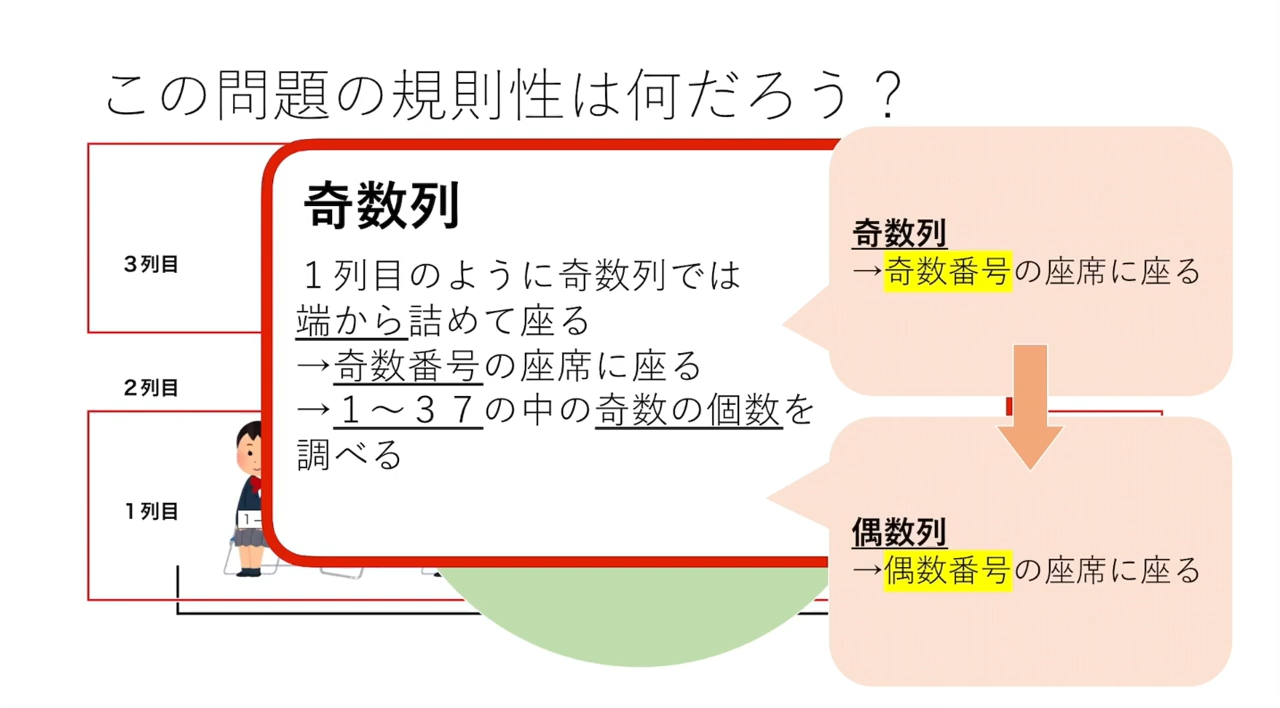 この問題の規則性は何だろう？
奇数列
１列目のように奇数列では
端から詰めて座る
→奇数番号の座席に座る
→１～３７の中の奇数の個数を
調べる
奇数列
→奇数番号の座席に座る
偶数列
→偶数番号の座席に座る
３列目
２列目
１列目